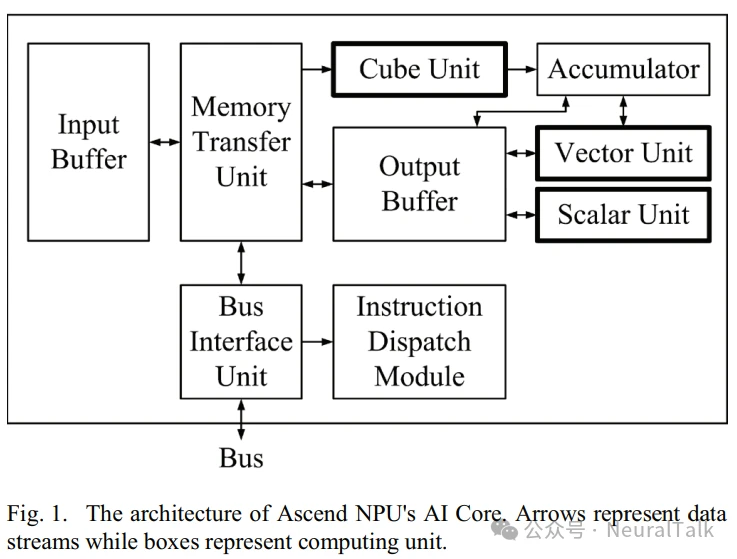 Input
Buffer
Memory
Transfer
Unit
Cube Unit
Accumulator
Output
Buffer
Vector Unit
Scalar Unit
Bus
Interface
Unit
Instruction
Dispatch
Module
Bus
Fig. 1. The architecture of Ascend NPU's AI Core. Arrows represent data
streams while boxes represent computing unit.
公众号 · NeuralTalk